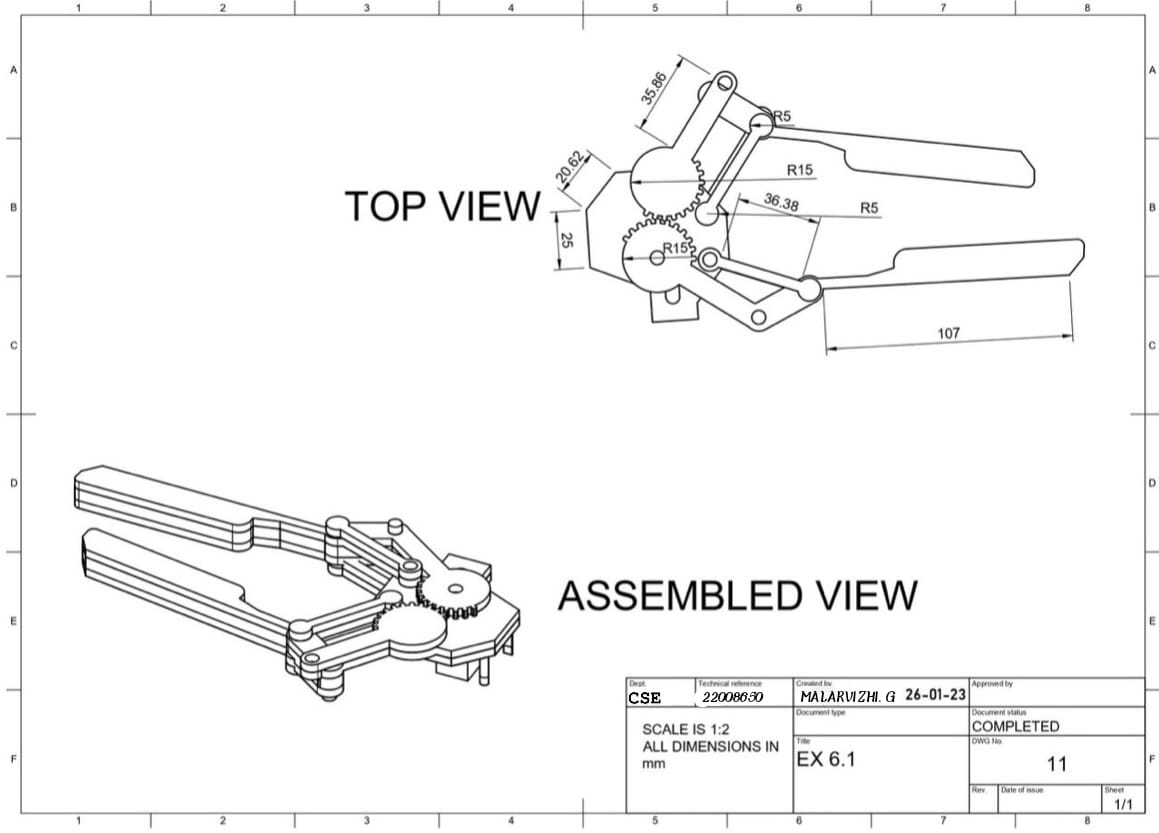 1 2 3 4 5 6 7 8
A A
35.86
R5
20.62
R15
TOP VIEW
B B
36.38
R5
25
R15
107
C C
D D
ASSEMBLED VIEW
E E
Dept. Technical reference Created by Approved by
CSE 22008650 MALARVIZHI. G 26-01-23
Document type Document status
SCALE IS 1:2 COMPLETED
ALL DIMENSIONS IN
mm
Title DWG No.
EX 6.1 11
F F
Rev. Date of issue Sheet
1/1
1 2 3 4 5 6 7 8